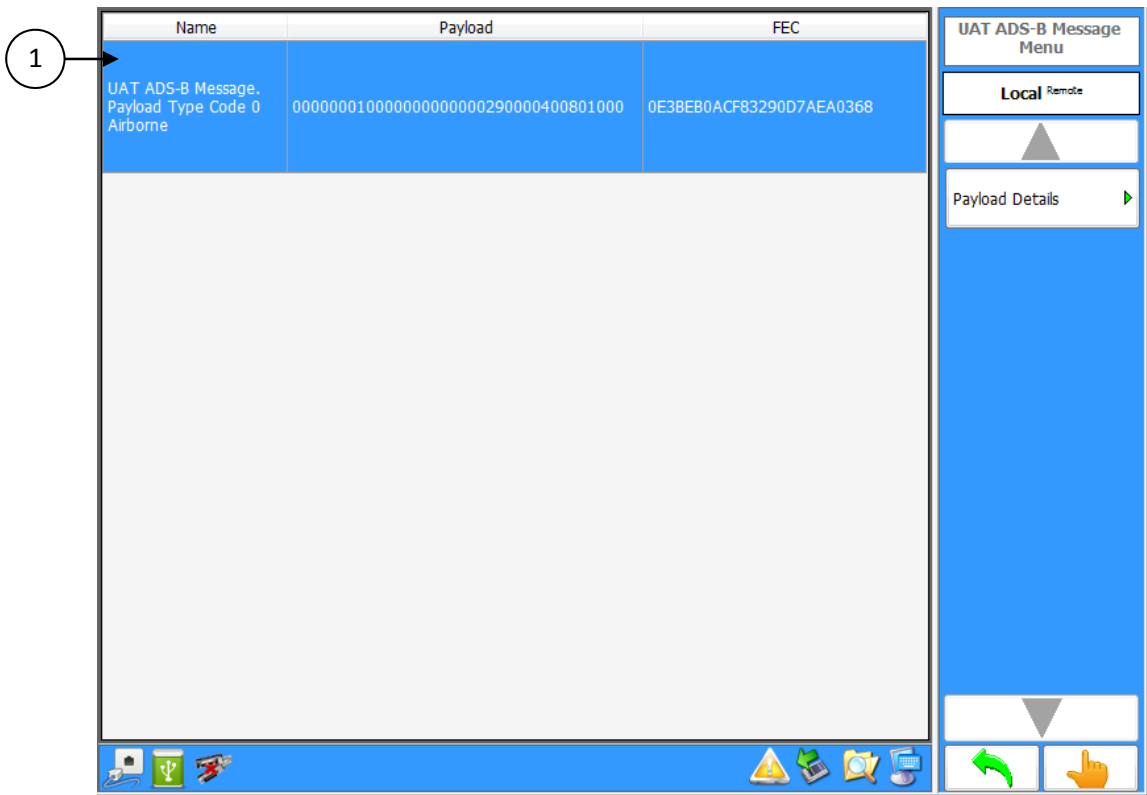 Name Payload FEC
UAT ADS-B Message
Menu
1
UAT ADS-B Message.
Payload Type Code 0
Airborne
0000000100000000000000290000400801000
0E3BEB0ACF83290D7AEA0368
Local Remote
Payload Details